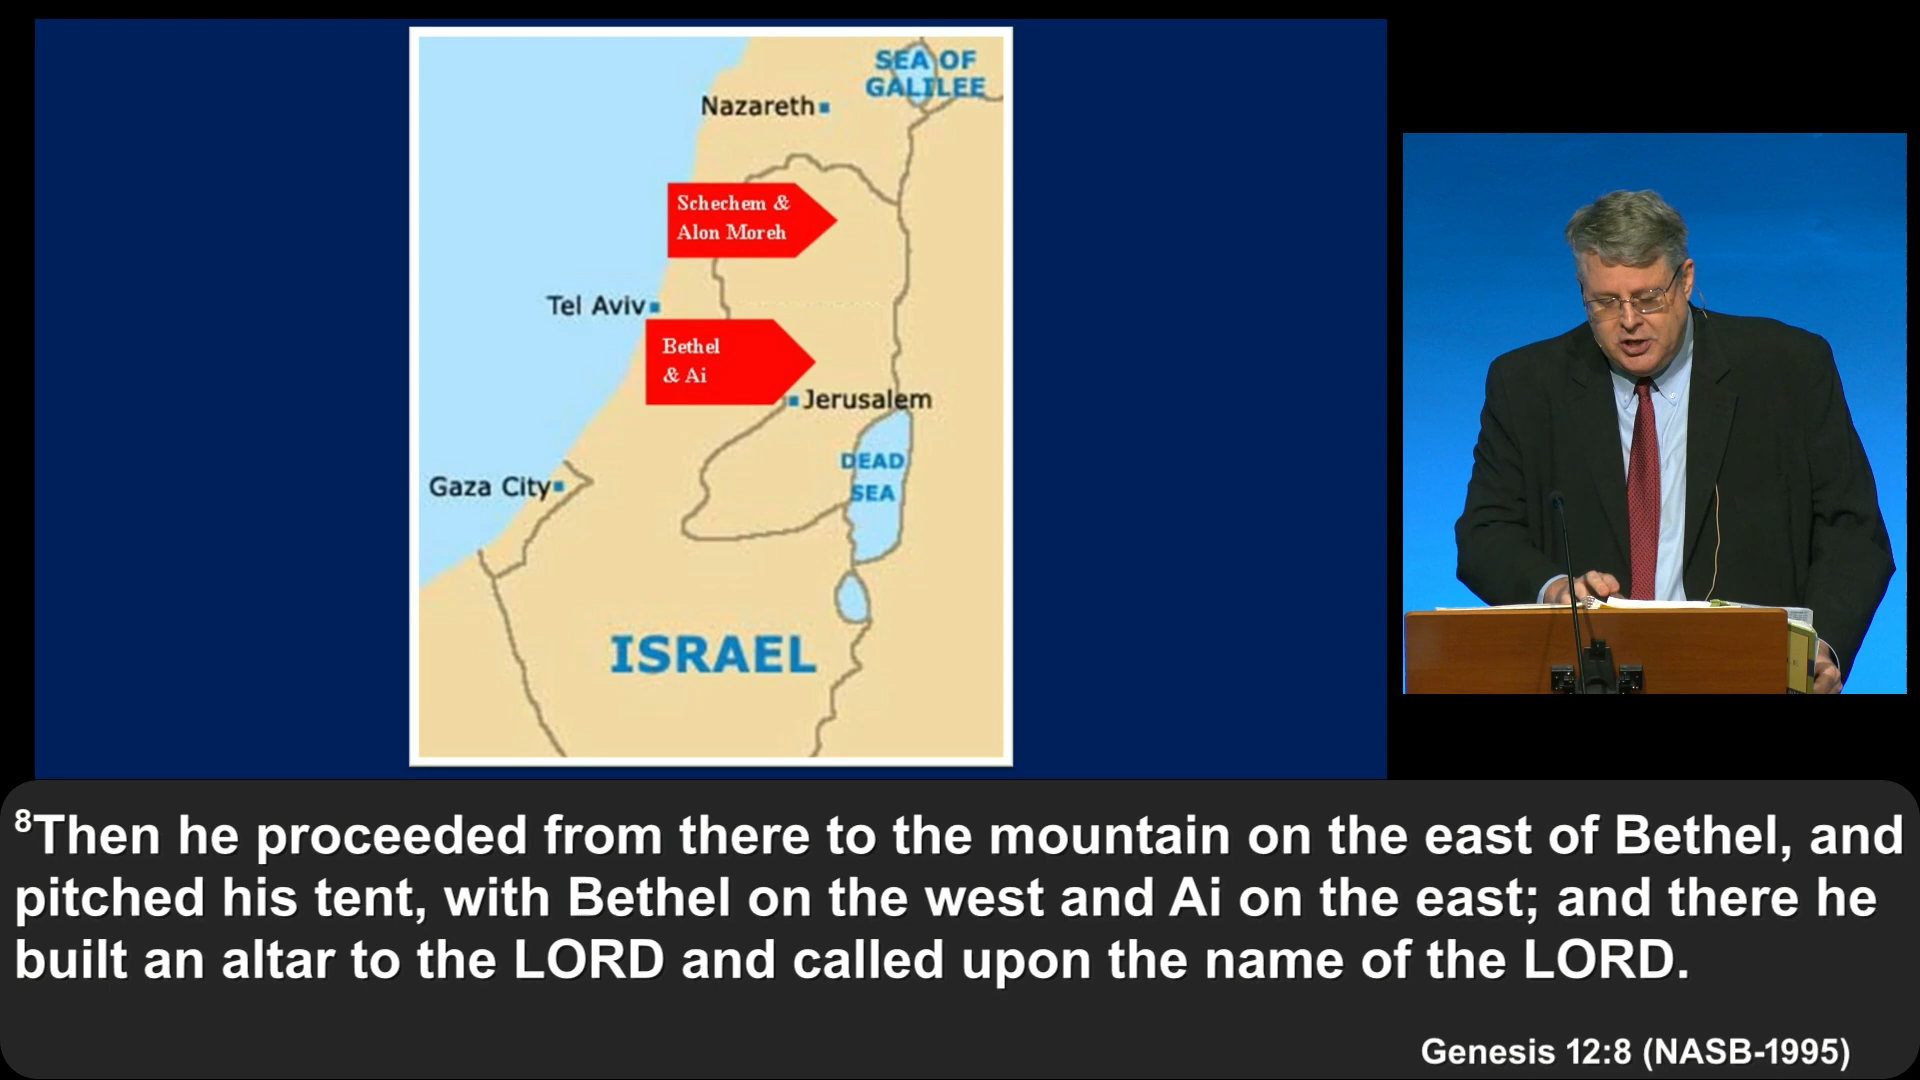 SEA OF
GALILEE
Nazareth
Schechem &
Alon Moreh
Tel Aviv
Bethel
& Ai
Jerusalem
DEAD
SEA
Gaza City
ISRAEL
8Then he proceeded from there to the mountain on the east of Bethel, and
pitched his tent, with Bethel on the west and Ai on the east; and there he
built an altar to the LORD and called upon the name of the LORD.
Genesis 12:8 (NASB-1995)